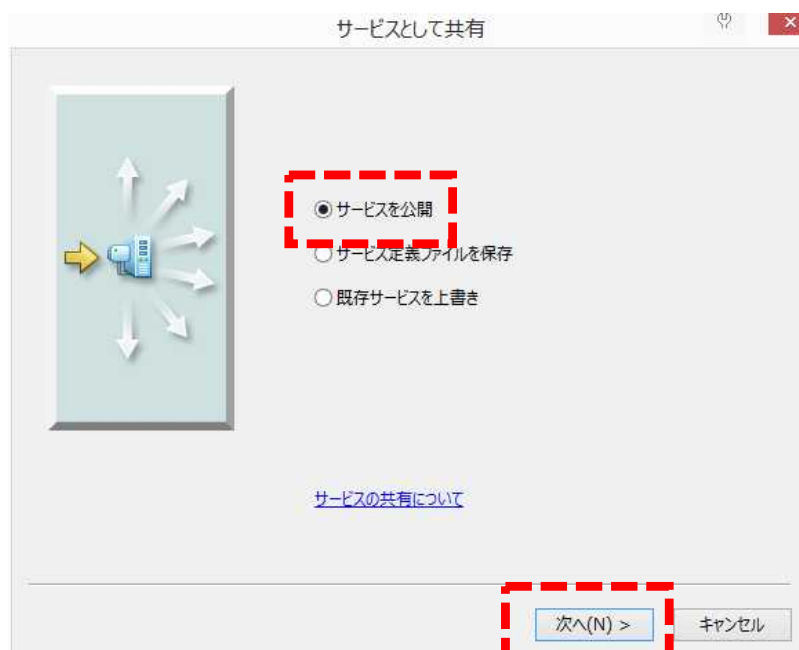 サービスとして共有
サービスを公開
サービス定義ファイルを保存
既存サービスを上書き
サービスの共有について
次へ(N) >
キャンセル